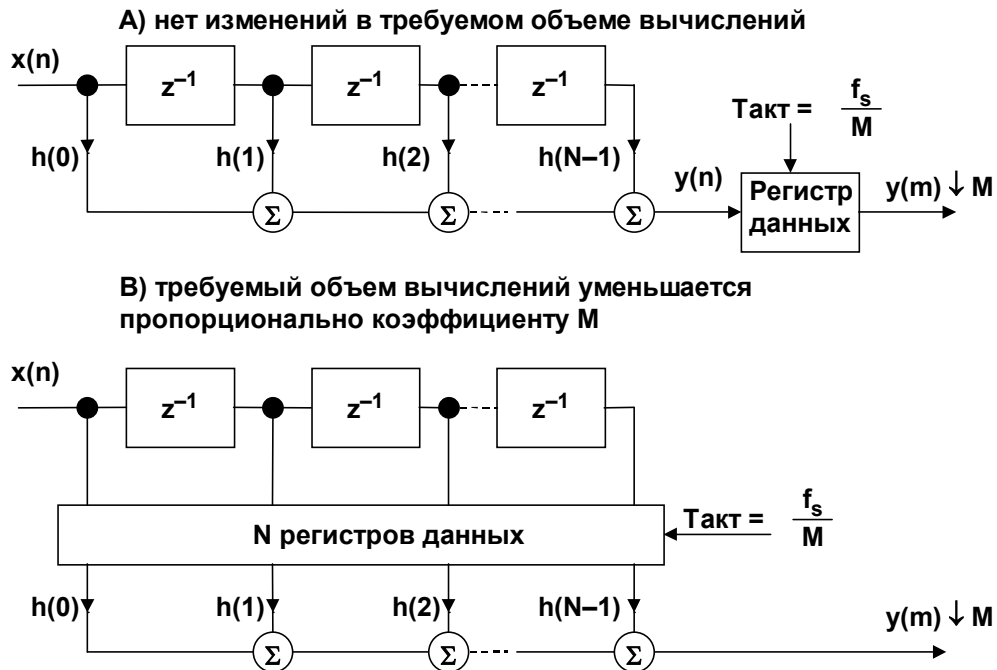 А) нет изменений в требуемом объеме вычислений
x(n)
z–1 z–1 z–1
Такт = fs
M
h(0) h(1) h(2) h(N–1)
y(n) Регистр данных y(m) ↓ M
Σ Σ Σ
В) требуемый объем вычислений уменьшается
пропорционально коэффициенту M
x(n)
z–1 z–1 z–1
N регистров данных
Такт = fs
M
h(0) h(1) h(2) h(N–1)
y(m) ↓ M
Σ Σ Σ